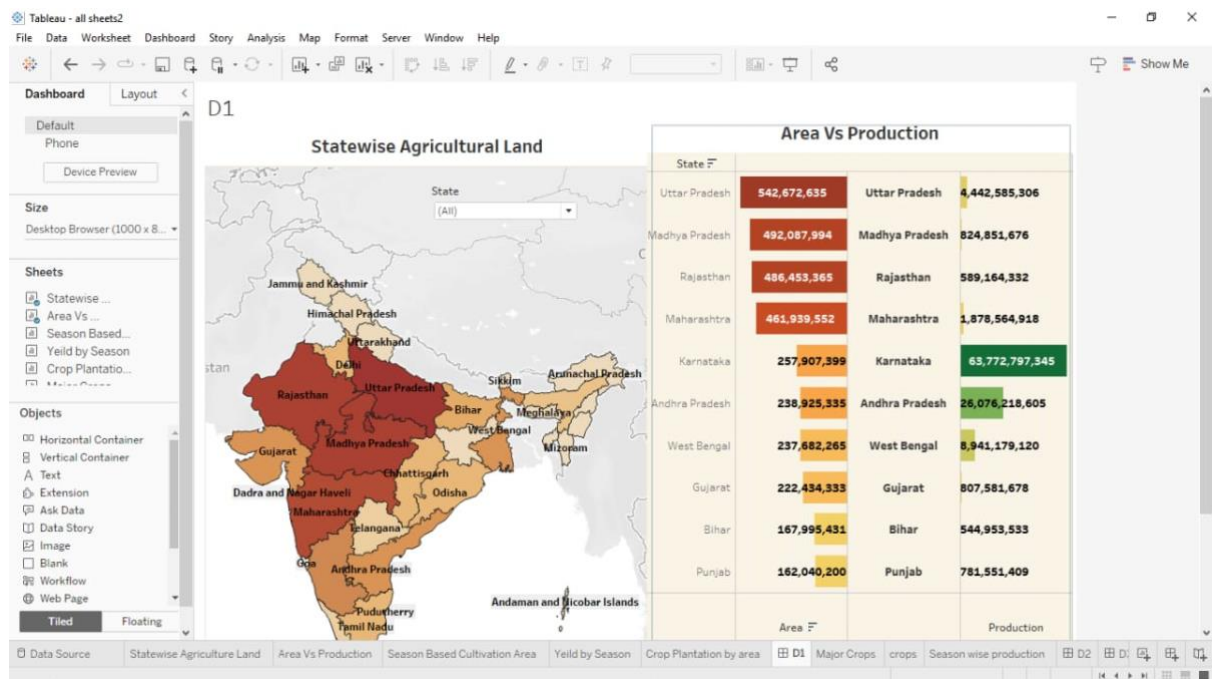 Tableau - all sheets2
File Data Worksheet Dashboard Story Analysis Map Format Server Window Help
Show Me
Dashboard Layout
Default
Phone
Device Preview
Size
Desktop Browser (1000 x 8...
Sheets
Statewise ...
Area Vs ...
Season Based...
Yeild by Season
Crop Plantatio...
Objects
Horizontal Container
Vertical Container
Text
Extension
Ask Data
Data Story
Image
Blank
Workflow
Web Page
Tiled Floating
D1
Statewise Agricultural Land
State
(All)
stan
Jammu and Kashmir
Himachal Pradesh
Uttarakhand
Delhi
Arunachal Pradesh
Sikkim
Rajasthan
Uttar Pradesh
Bihar
Meghalaya
West Bengal
Madhya Pradesh
Mizoram
Gujarat
Chhattisgarh
Dadra and Nagar Haveli
Odisha
Maharashtra
Telangana
Goa
Andhra Pradesh
Andaman and Nicobar Islands
Puducherry
Tamil Nadu
Area Vs Production
State
Uttar Pradesh 542,672,635 Uttar Pradesh 4,442,585,306
Madhya Pradesh 492,087,994 Madhya Pradesh 824,851,676
Rajasthan 486,453,365 Rajasthan 589,164,332
Maharashtra 461,939,552 Maharashtra 1,878,564,918
Karnataka 257,907,399 Karnataka 63,772,797,345
Andhra Pradesh 238,925,335 Andhra Pradesh 26,076,218,605
West Bengal 237,682,265 West Bengal 8,941,179,120
Gujarat 222,434,333 Gujarat 807,581,678
Bihar 167,995,431 Bihar 544,953,533
Punjab 162,040,200 Punjab 781,551,409
Area Production
Data Source Statewise Agriculture Land Area Vs Production Season Based Cultivation Area Yeild by Season Crop Plantation by area D1 Major Crops crops Season wise production D2